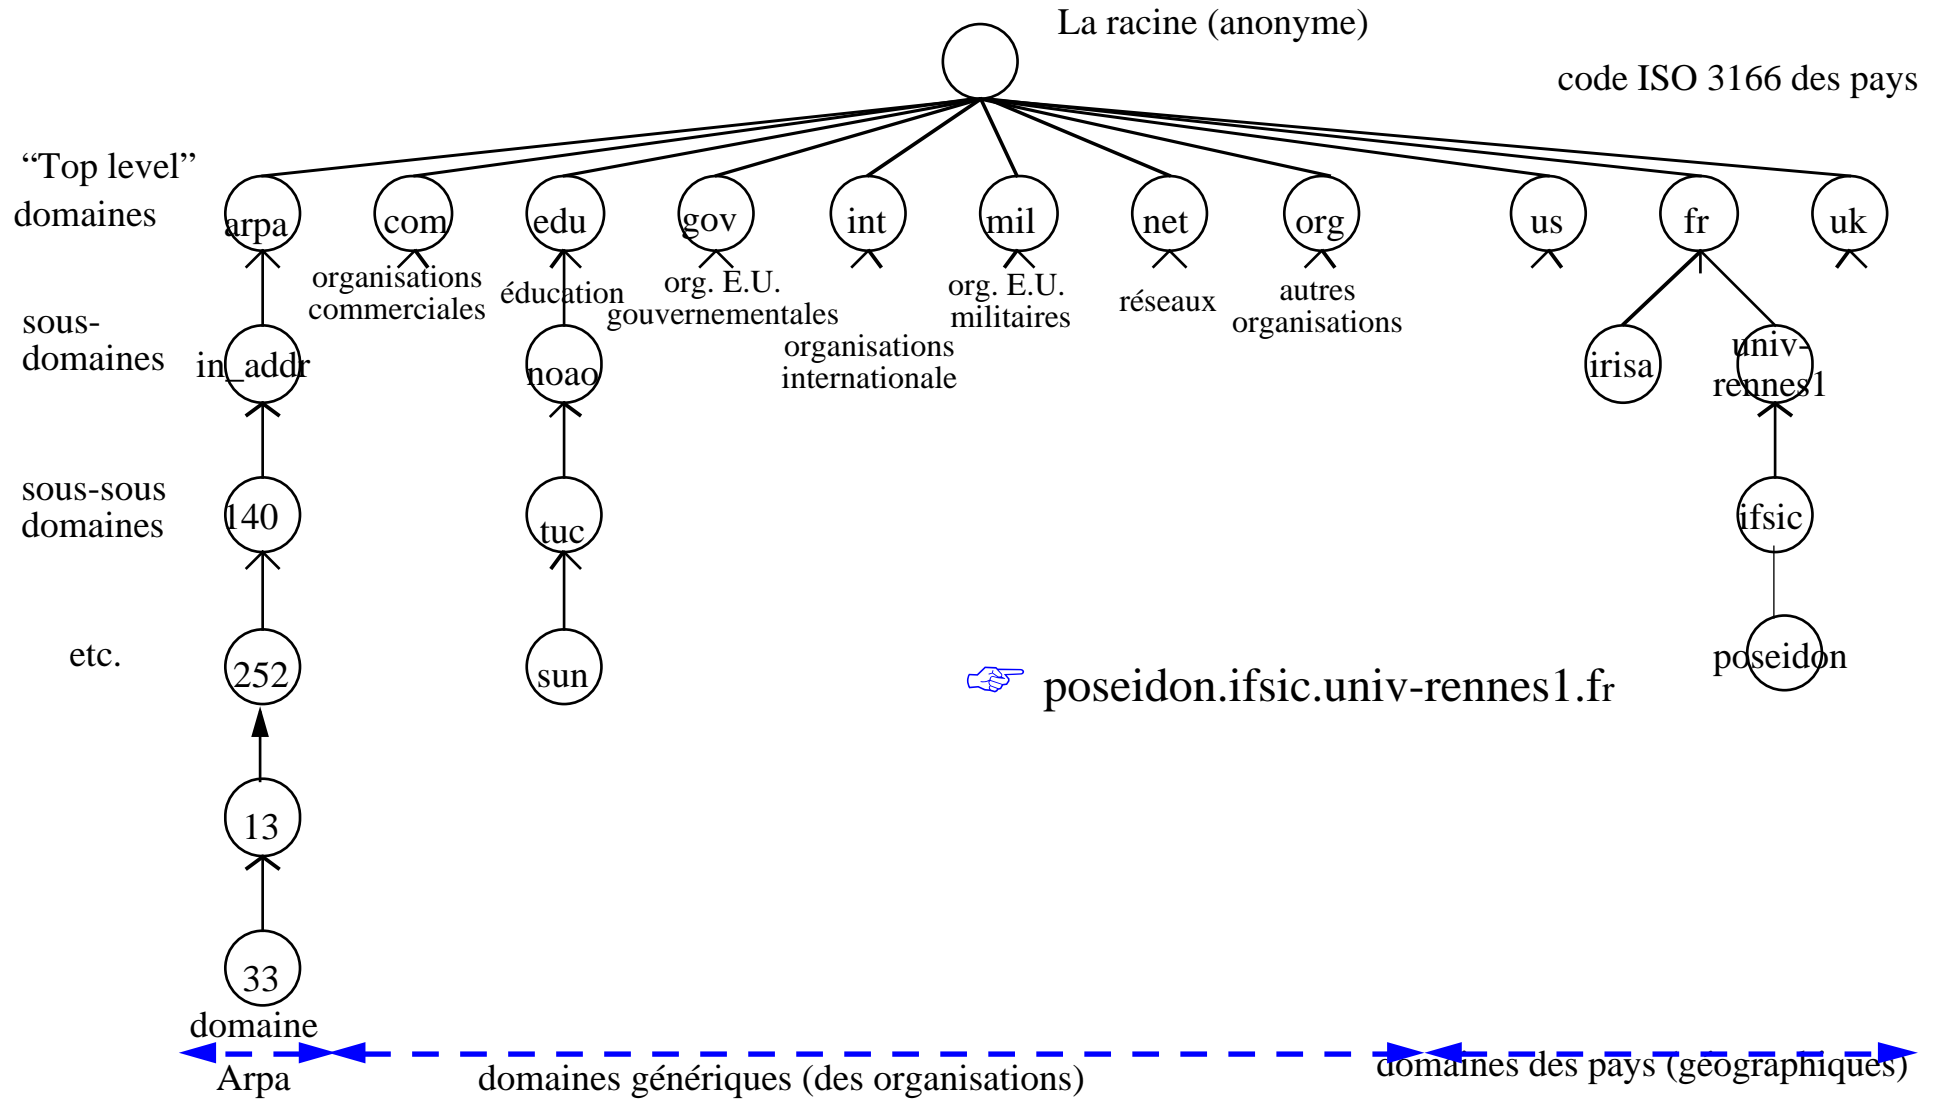 La racine (anonyme)
code ISO 3166 des pays
“Top level”
domaines
arpa
com
edu
gov
int
mil
net
org
us
fr
uk
organisations
commerciales
éducation
org. E.U.
gouvernementales
organisations
internationale
org. E.U.
militaires
réseaux
autres
organisations
sous-
domaines
in_addr
noao
irisa
univ-
rennes1
sous-sous
domaines
140
tuc
ifsic
etc.
252
sun
poseidon.ifsic.univ-rennes1.fr
poseidon
13
33
domaine
Arpa
domaines génériques (des organisations)
domaines des pays (géographiques)